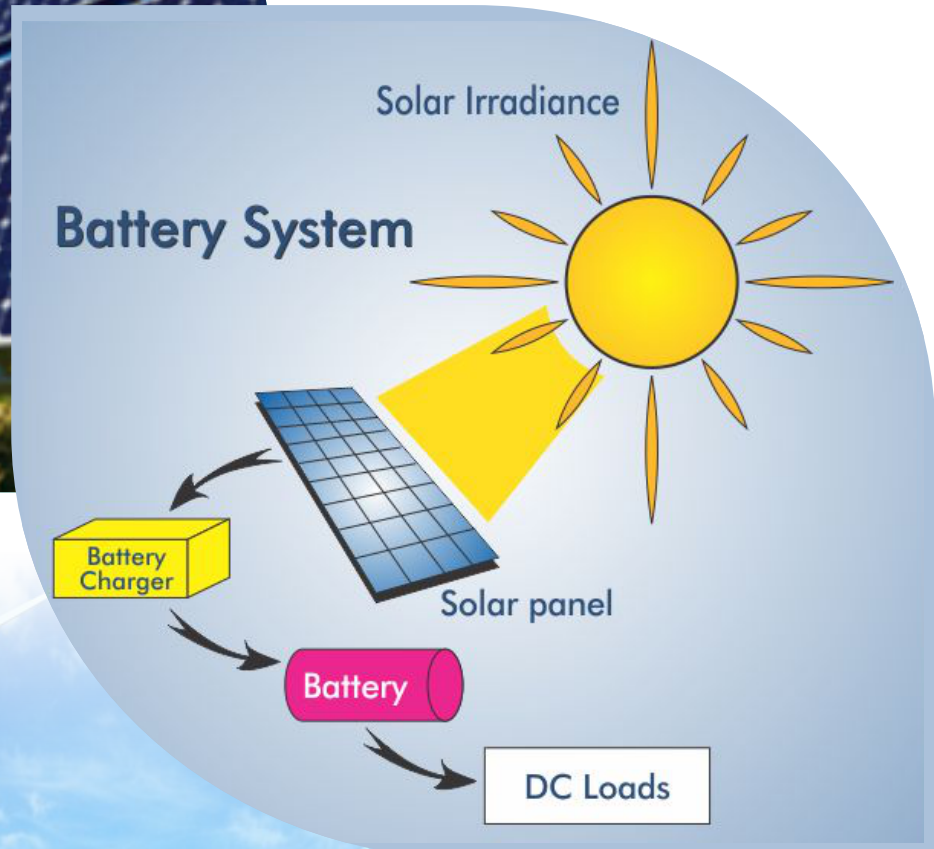 Solar Irradiance
Battery System
Battery
Charger
Solar panel
Battery
DC Loads